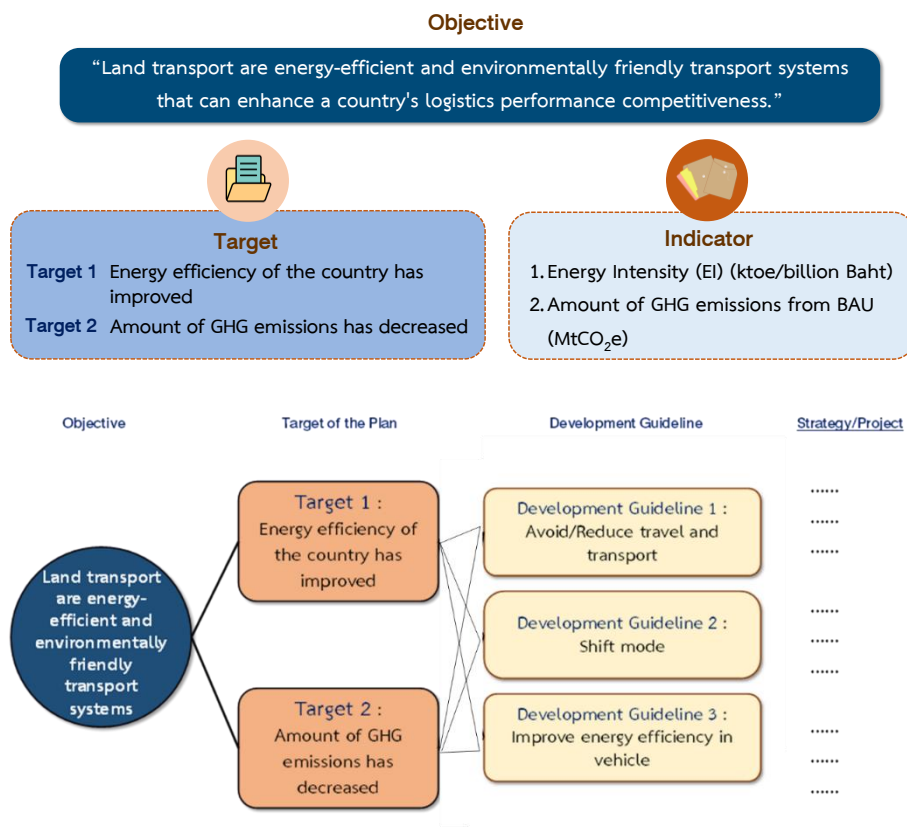 Objective
“Land transport are energy-efficient and environmentally friendly transport systems
that can enhance a country's logistics performance competitiveness.”
Target
Target 1 Energy efficiency of the country has
improved
Target 2 Amount of GHG emissions has decreased
Indicator
1. Energy Intensity (EI) (ktoe/billion Baht)
2. Amount of GHG emissions from BAU
(MtCO₂e)
Objective
Target of the Plan
Development Guideline
Strategy/Project
Land transport
are energy-
efficient and
environmentally
friendly
transport
systems
Target 1 :
Energy efficiency of
the country has
improved
Target 2 :
Amount of GHG
emissions has
decreased
Development Guideline 1 :
Avoid/Reduce travel and
transport
Development Guideline 2 :
Shift mode
Development Guideline 3 :
Improve energy efficiency in
vehicle
......
......
......
......
......
......
......
......
......